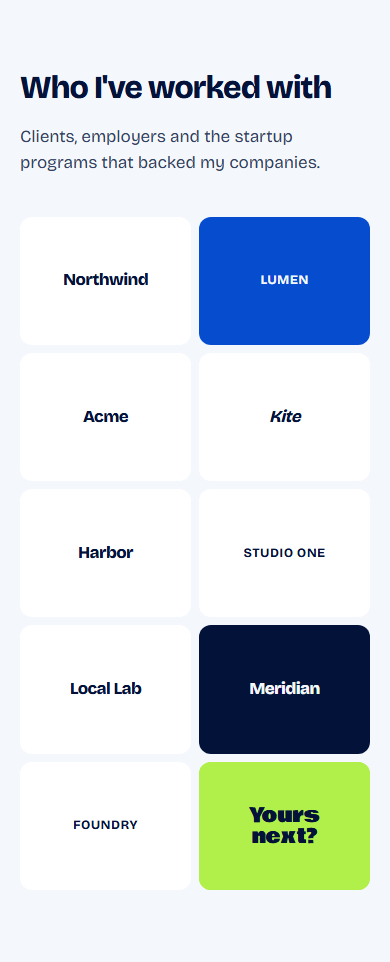 Who I've worked with
Clients, employers and the startup
programs that backed my companies.
Northwind
LUMEN
Acme
Kite
Harbor
STUDIO ONE
Local Lab
Meridian
FOUNDRY
Yours
next?